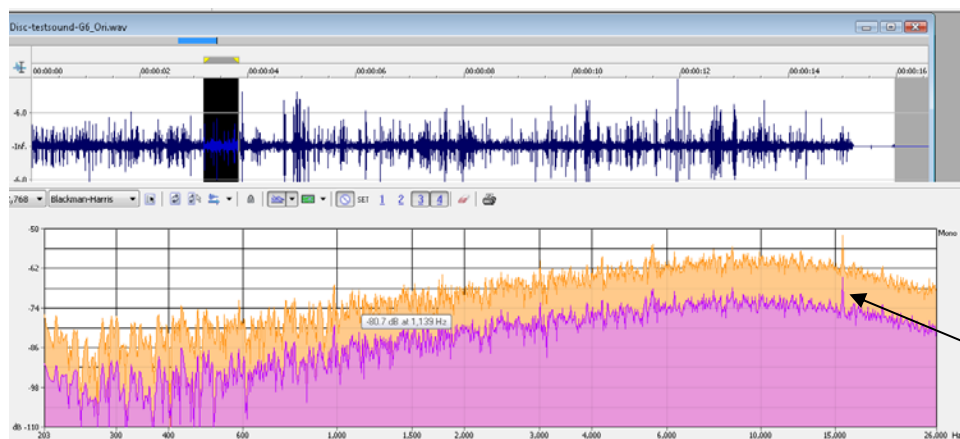 Disc-testsound-G6_Ori.wav
00:00:00 00:00:02 00:00:04 00:00:06 00:00:08 00:00:10 00:00:12 00:00:14 00:00:16
-6.0
-Inf.
-6.0
,768 Blackman-Harris SET 1 2 3 4
-50 Mono
-62
-74
-80.7 dB at 1,139 Hz
-86
-98
dB -110
203 300 400 600 1,000 1,500 2,000 3,000 4,000 6,000 10,000 15,000 26,000 Hz